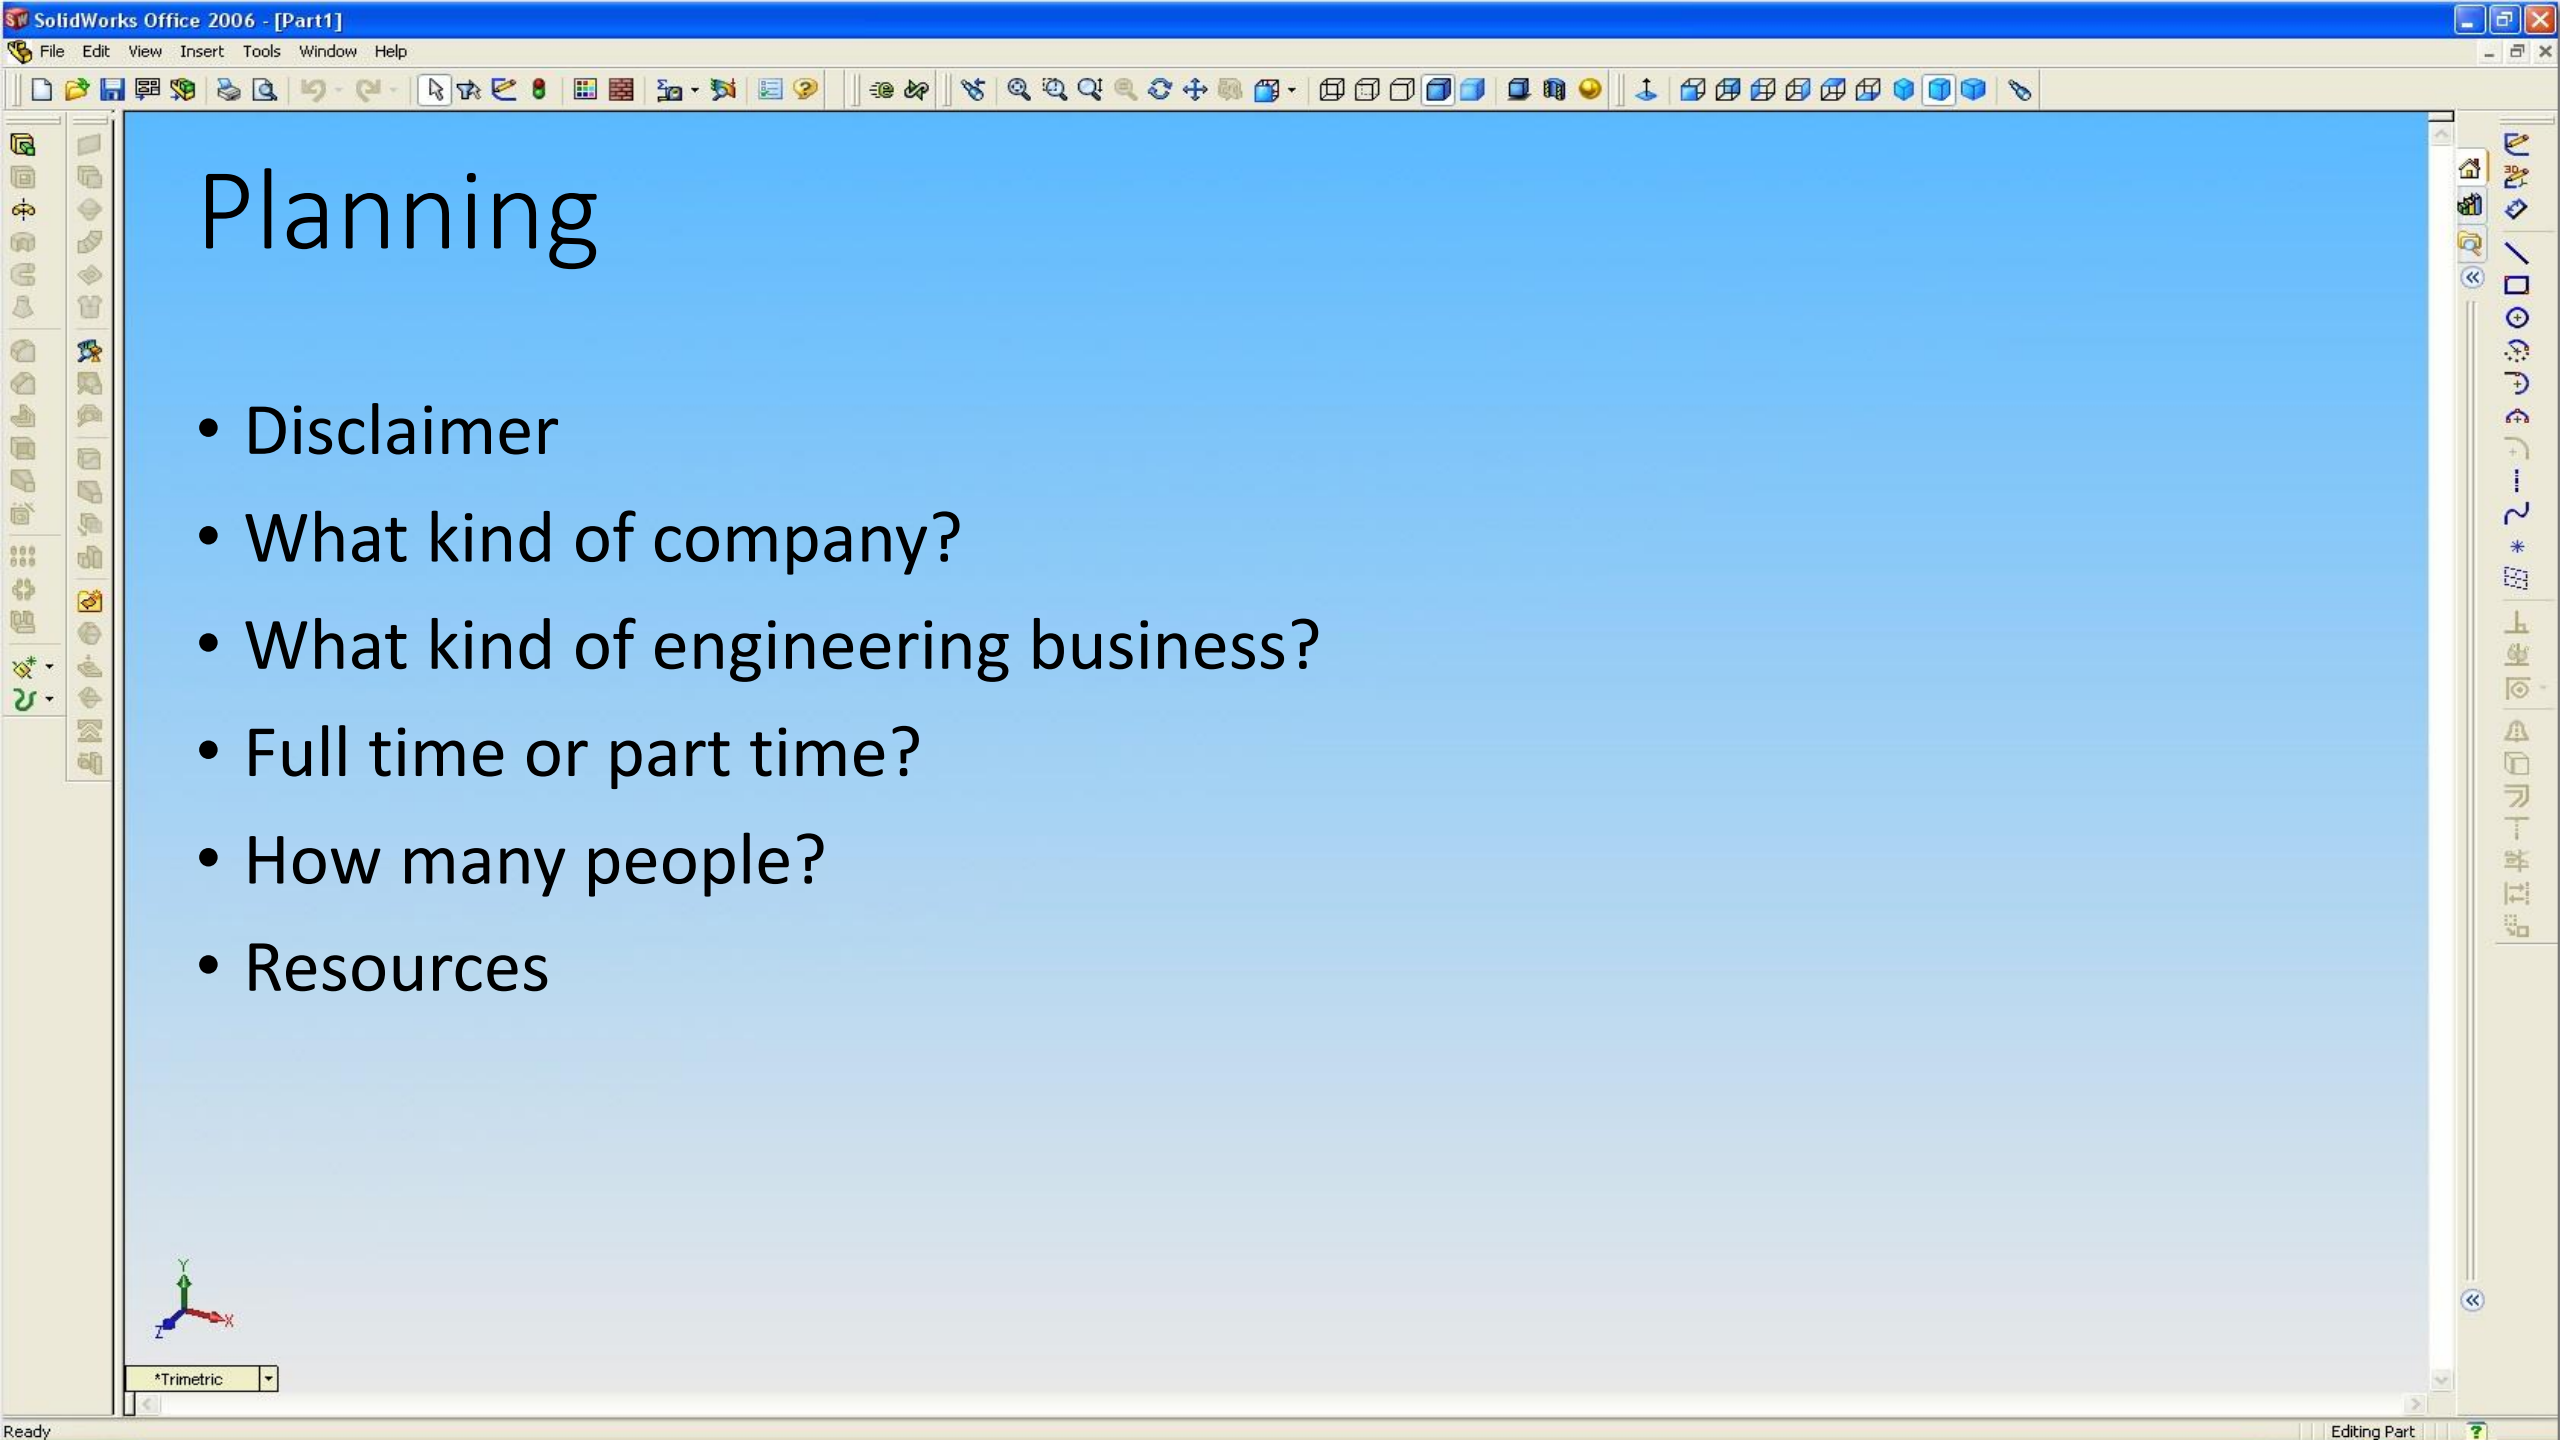 SolidWorks Office 2006 - [Part1]
File Edit View Insert Tools Window Help
Planning
• Disclaimer
• What kind of company?
• What kind of engineering business?
• Full time or part time?
• How many people?
• Resources
Y
X
Z
*Trimetric
Ready
Editing Part